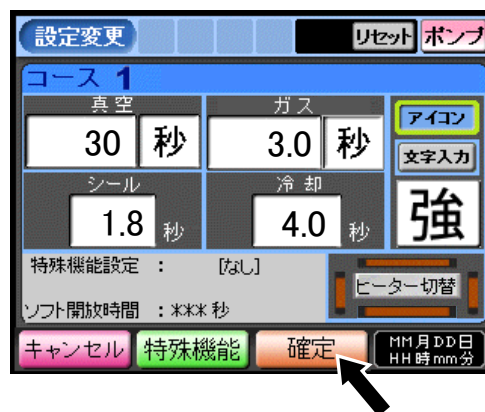 設定変更 リセット ポンプ
コース 1
真空 ガス
30 秒 3.0 秒 アイコン
文字入力
シール 冷却
1.8 秒 4.0 秒 強
特殊機能設定 : [なし]
ヒーター切替
ソフト開放時間 : *** 秒
キャンセル 特殊機能 確定 MM月DD日
HH時mm分